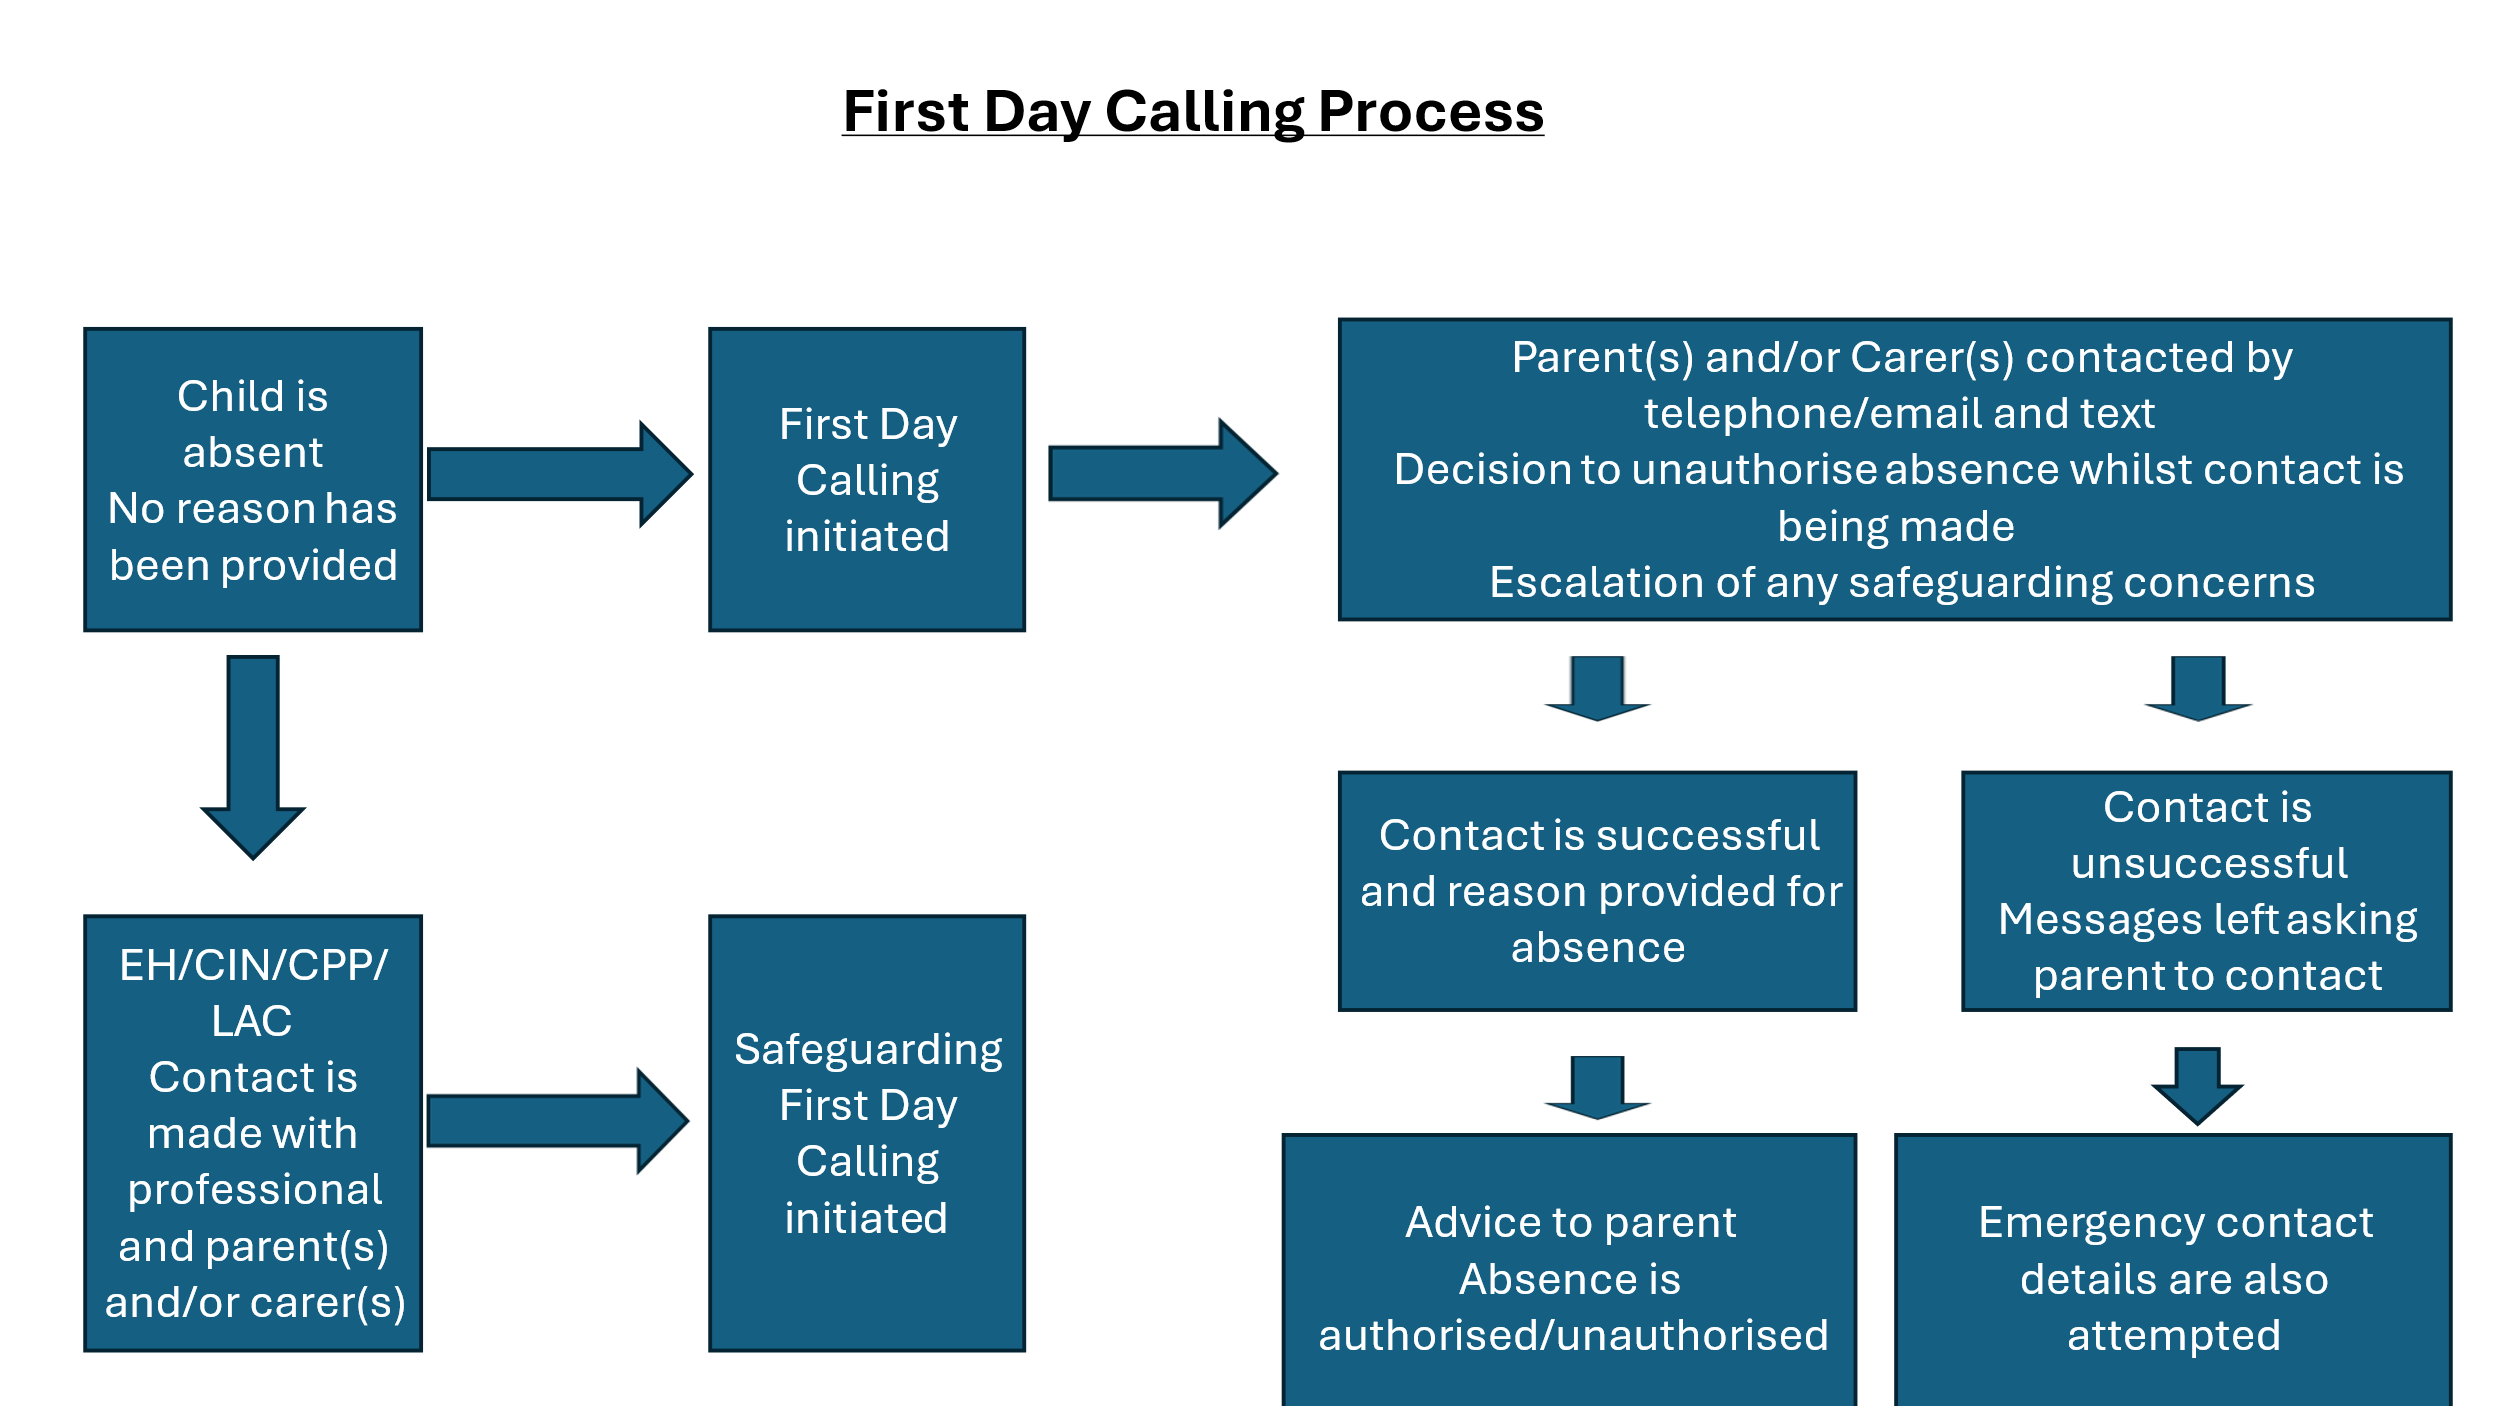 First Day Calling Process
Child is
absent
No reason has
been provided
First Day
Calling
initiated
Parent(s) and/or Carer(s) contacted by
telephone/email and text
Decision to unauthorise absence whilst contact is
being made
Escalation of any safeguarding concerns
EH/CIN/CPP/
LAC
Contact is
made with
professional
and parent(s)
and/or carer(s)
Safeguarding
First Day
Calling
initiated
Contact is successful
and reason provided for
absence
Contact is
unsuccessful
Messages left asking
parent to contact
Advice to parent
Absence is
authorised/unauthorised
Emergency contact
details are also
attempted